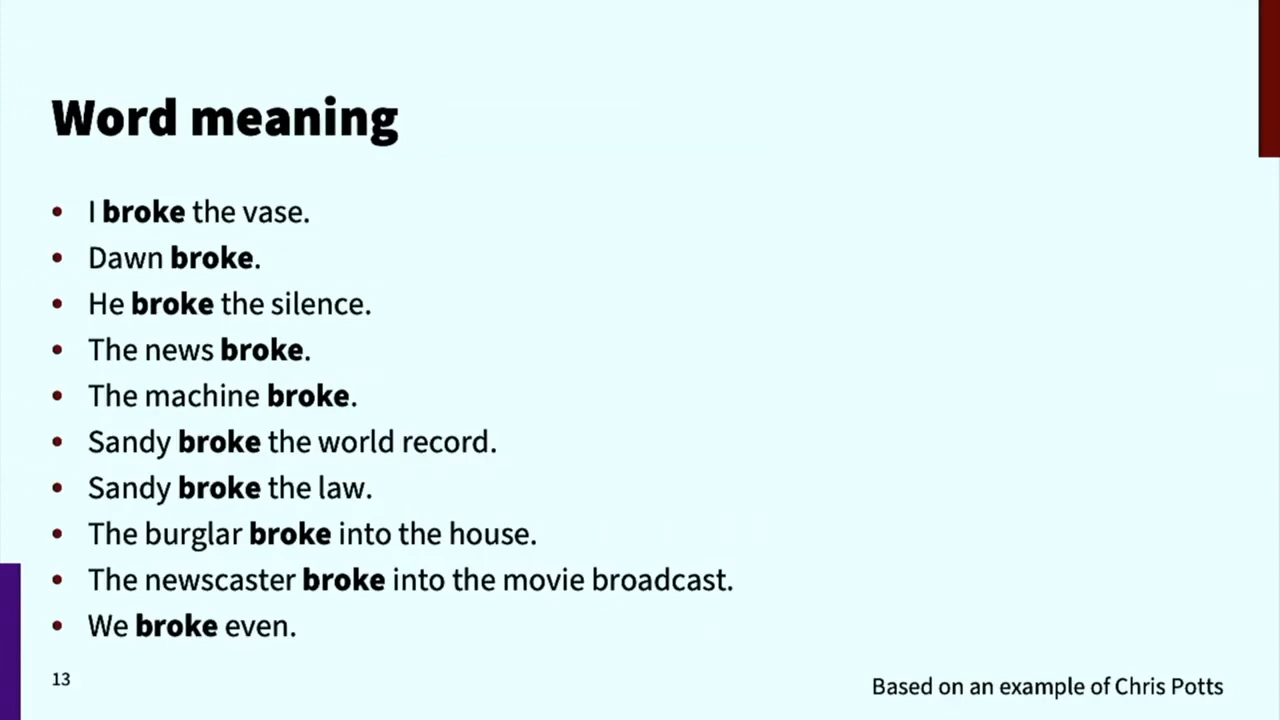 Word meaning
• I broke the vase.
• Dawn broke.
• He broke the silence.
• The news broke.
• The machine broke.
• Sandy broke the world record.
• Sandy broke the law.
• The burglar broke into the house.
• The newscaster broke into the movie broadcast.
• We broke even.
13
Based on an example of Chris Potts